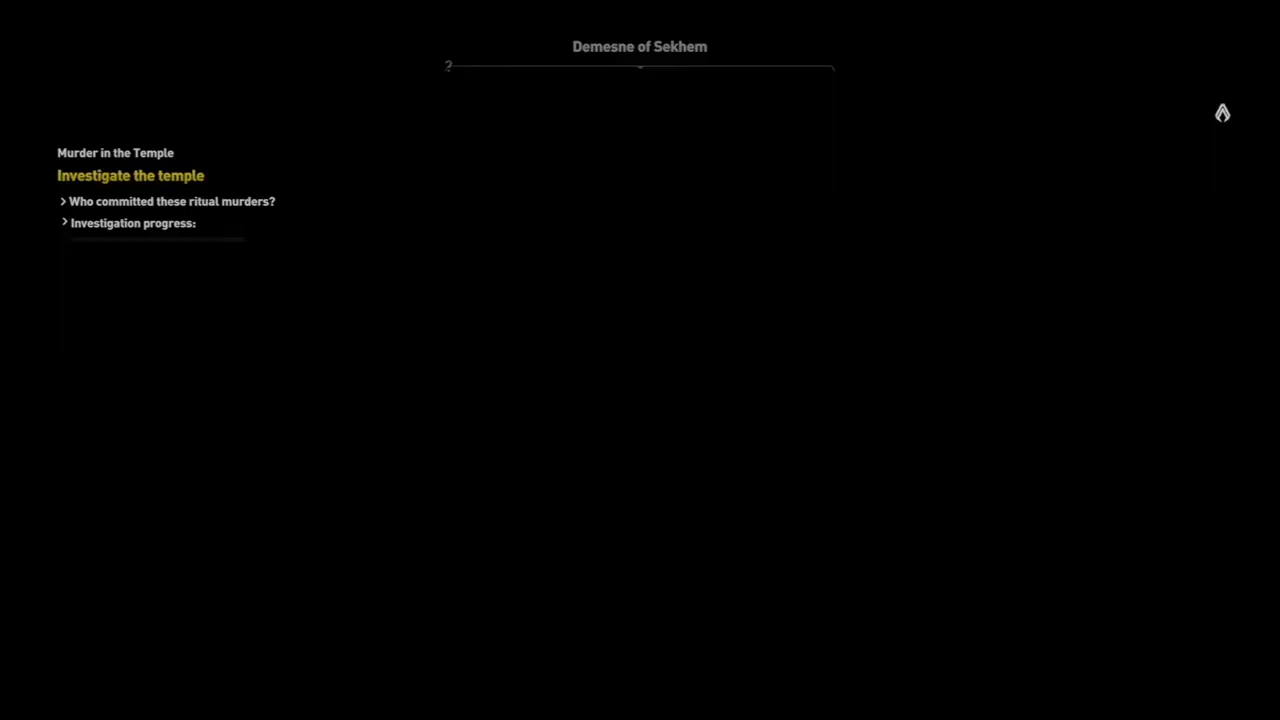 Demesne of Sekhem
?
Murder in the Temple
Investigate the temple
> Who committed these ritual murders?
> Investigation progress: